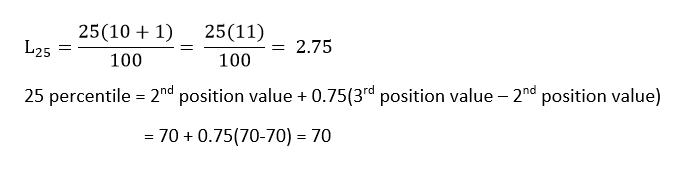 L₂₅ = 25(10 + 1)/100 = 25(11)/100 = 2.75
25 percentile = 2ⁿᵈ position value + 0.75(3ʳᵈ position value – 2ⁿᵈ position value)
= 70 + 0.75(70-70) = 70